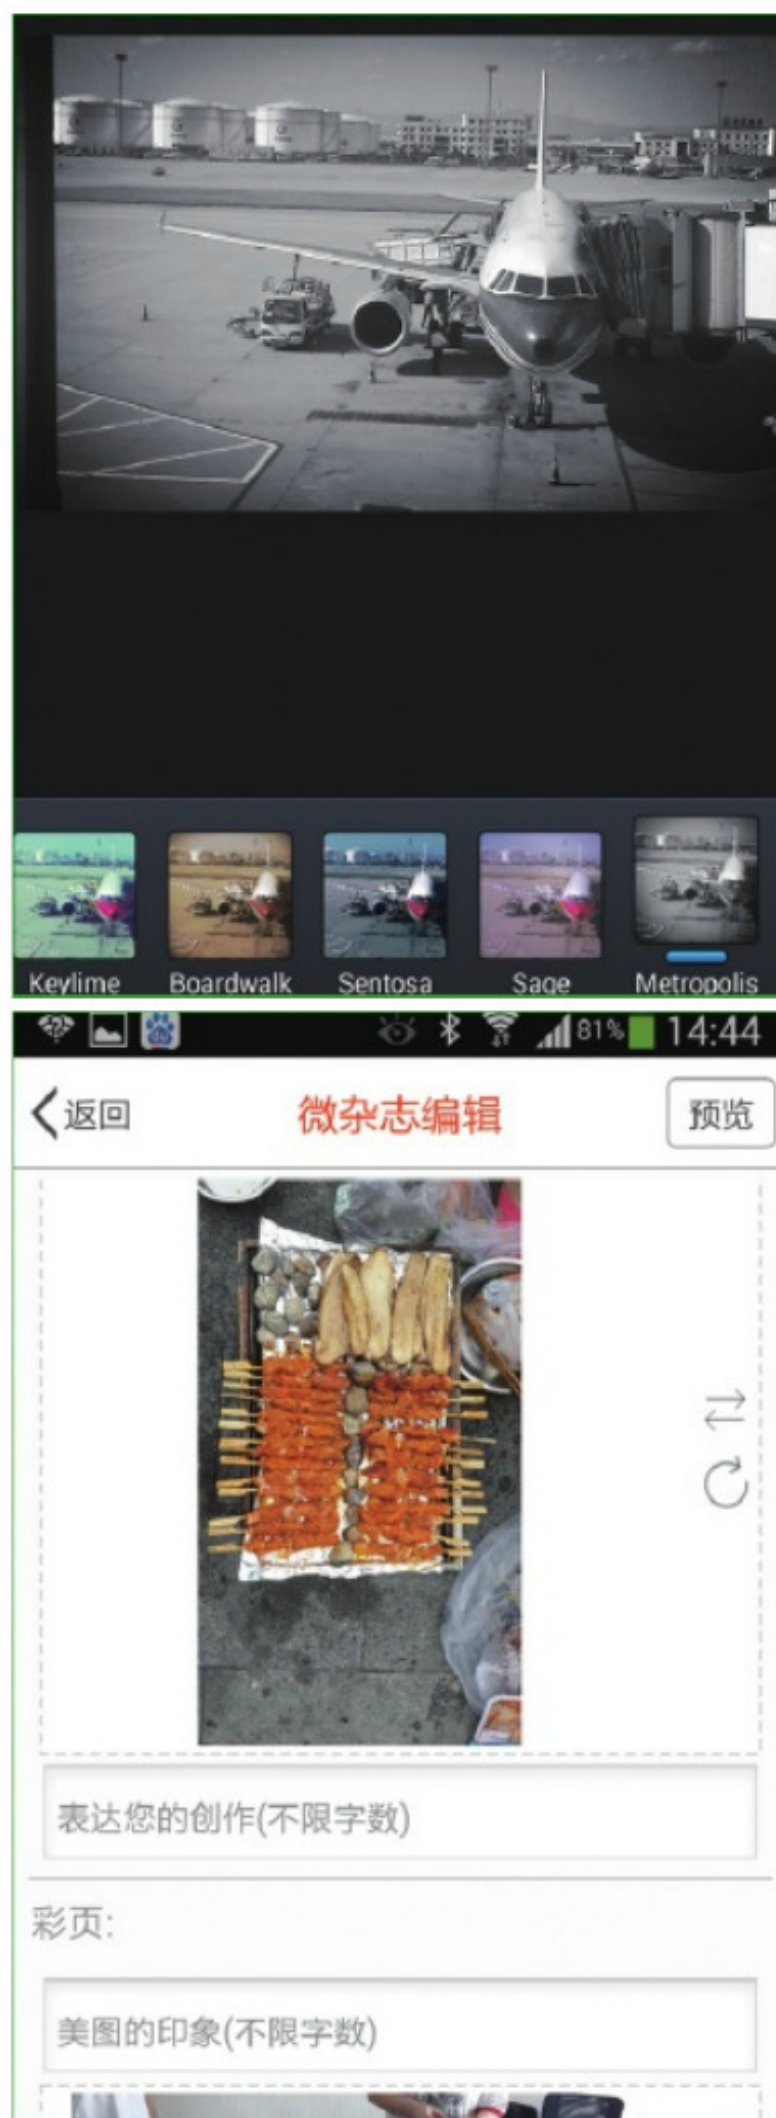 Keylime Boardwalk Sentosa Sage Metropolis
81% 14:44
返回 微杂志编辑 预览
表达您的创作(不限字数)
彩页:
美图的印象(不限字数)